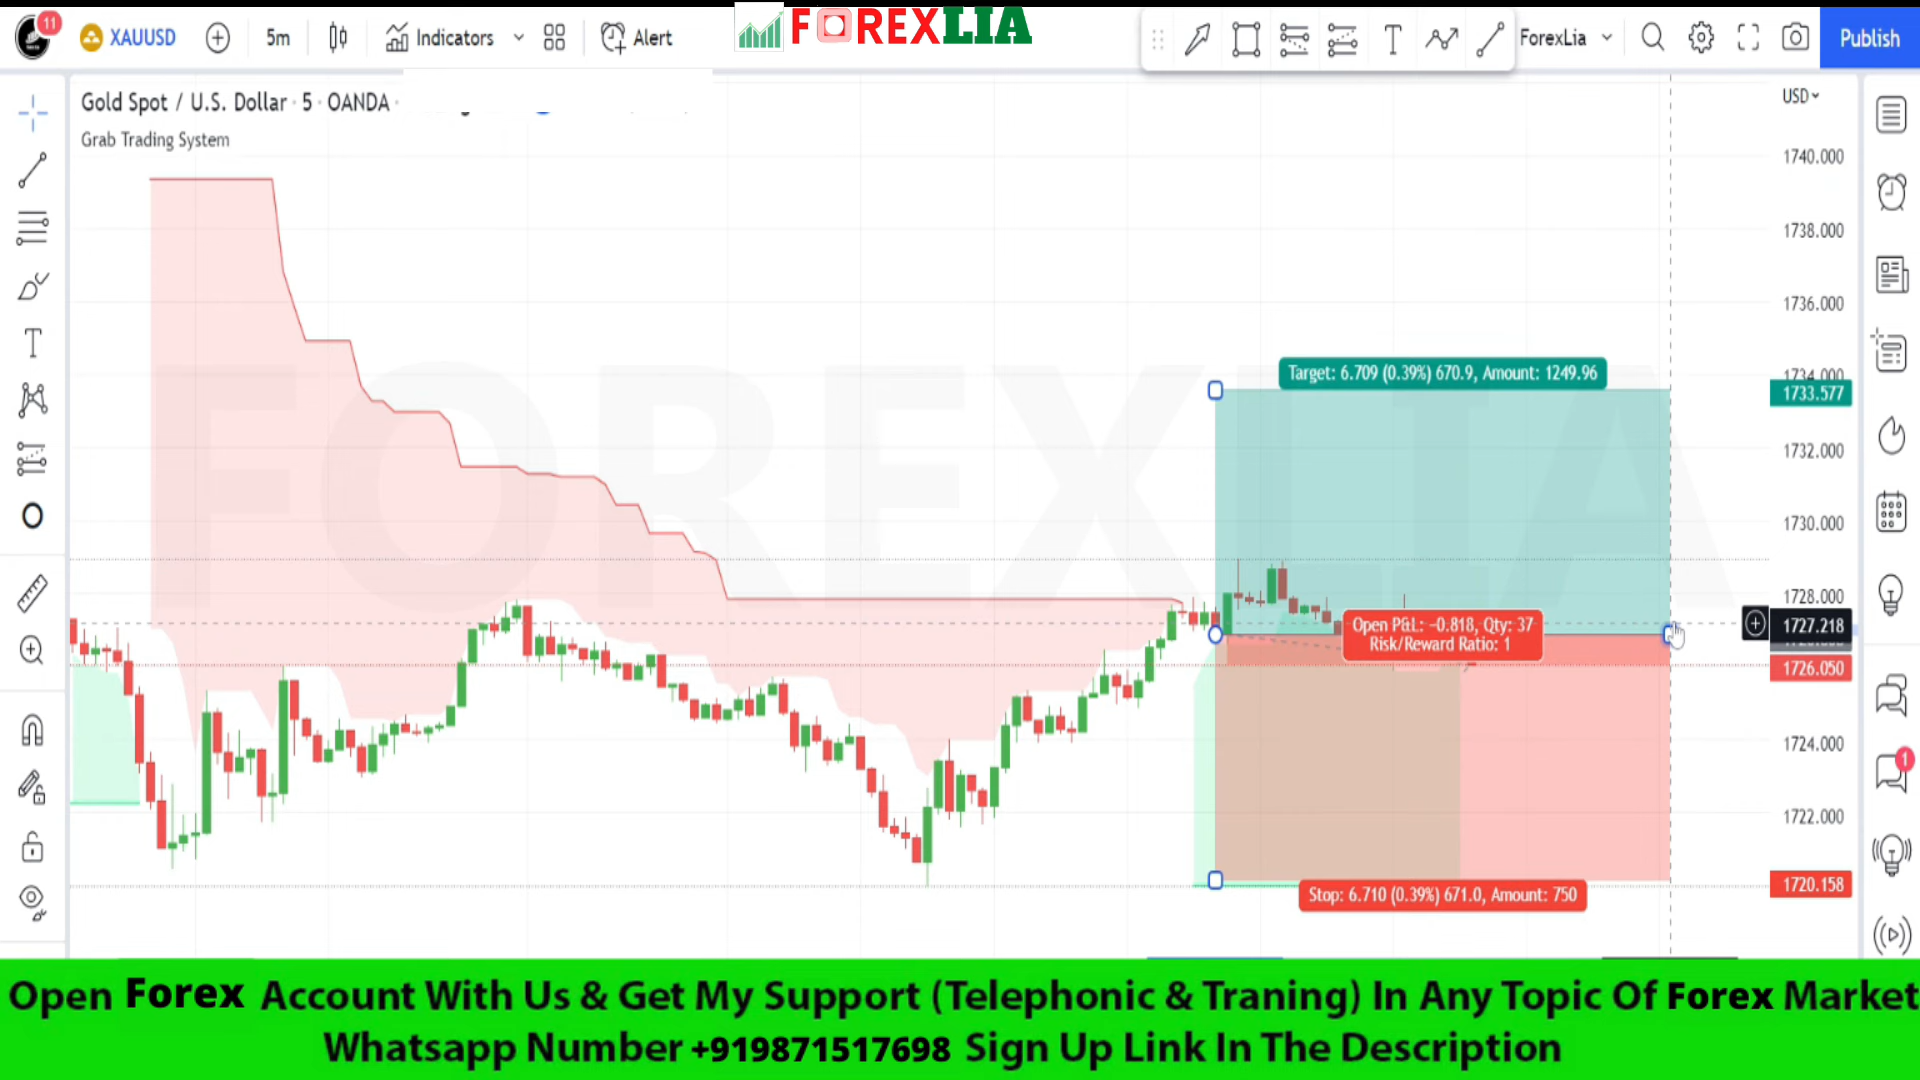 11
XAUUSD
5m
Indicators
Alert
FOREXLIA
ForexLia
Publish
Gold Spot / U.S. Dollar · 5 · OANDA ·
Grab Trading System
USD
1740.000
1738.000
1736.000
1734.000
1733.577
1732.000
1730.000
1728.000
1727.218
1726.050
1724.000
1722.000
1720.158
FOREXLIA
Target: 6.709 (0.39%) 670.9, Amount: 1249.96
Open P&L: −0.818, Qty: 37
Risk/Reward Ratio: 1
Stop: 6.710 (0.39%) 671.0, Amount: 750
1
Open Forex Account With Us & Get My Support (Telephonic & Traning) In Any Topic Of Forex Market
Whatsapp Number +919871517698 Sign Up Link In The Description